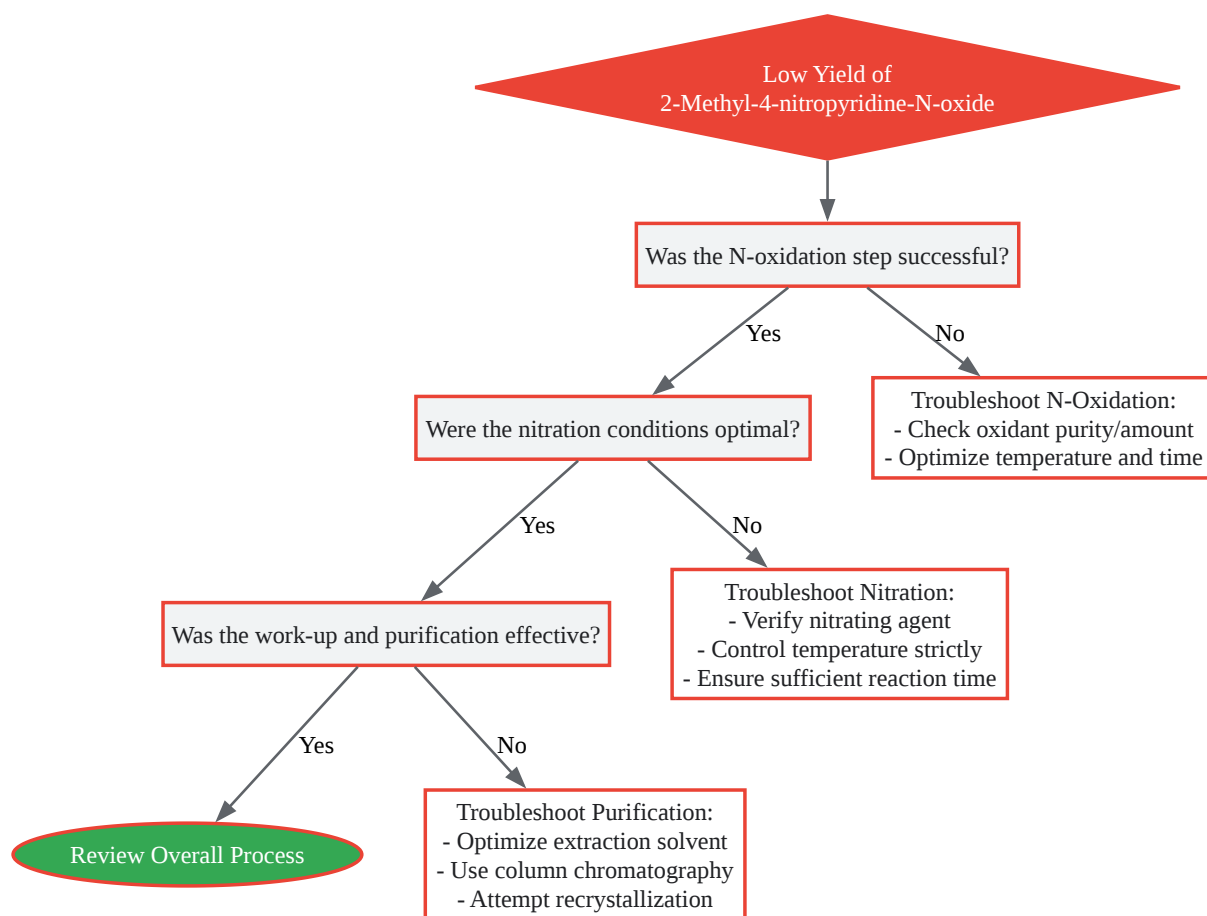 Low Yield of
2-Methyl-4-nitropyridine-N-oxide
Was the N-oxidation step successful?
Yes
No
Were the nitration conditions optimal?
Troubleshoot N-Oxidation:
- Check oxidant purity/amount
- Optimize temperature and time
Yes
No
Was the work-up and purification effective?
Troubleshoot Nitration:
- Verify nitrating agent
- Control temperature strictly
- Ensure sufficient reaction time
Yes
No
Review Overall Process
Troubleshoot Purification:
- Optimize extraction solvent
- Use column chromatography
- Attempt recrystallization